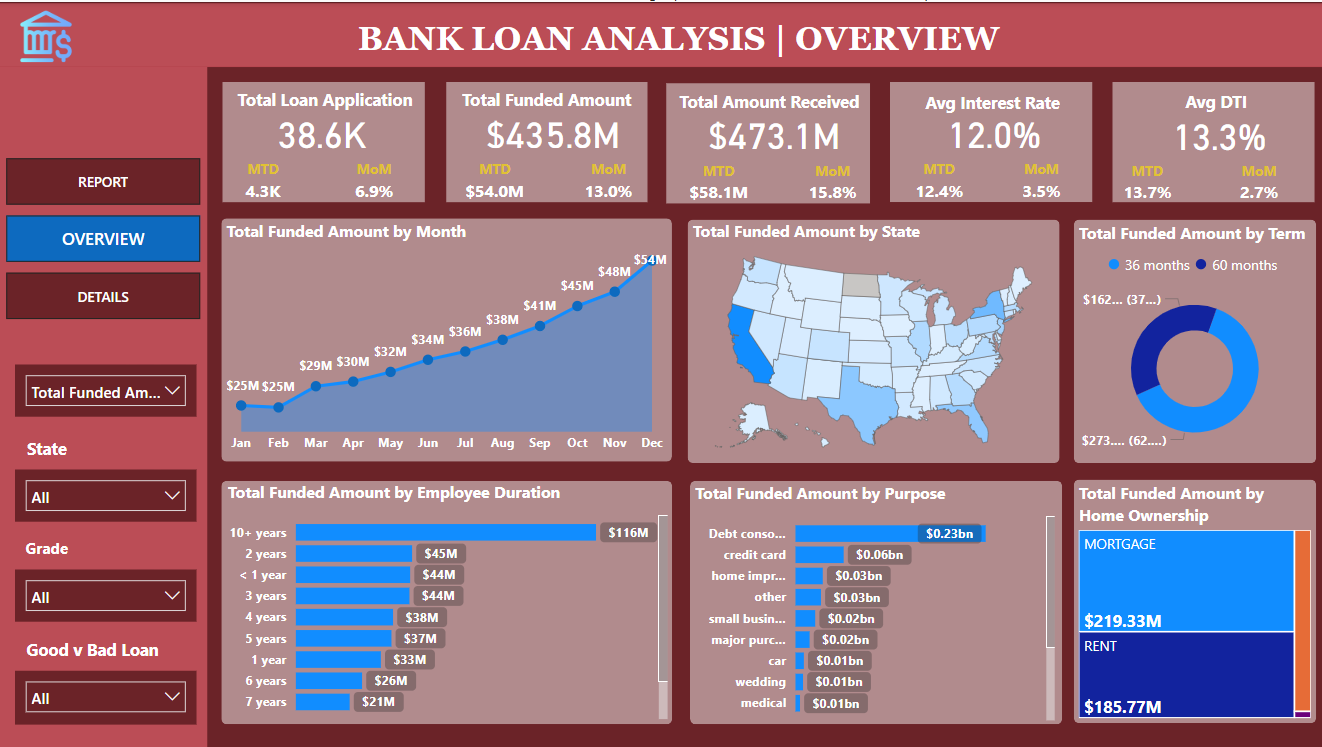 BANK LOAN ANALYSIS | OVERVIEW
REPORT
OVERVIEW
DETAILS
Total Funded Am...
State
All
Grade
All
Good v Bad Loan
All
Total Loan Application
38.6K
MTD MoM
4.3K 6.9%
Total Funded Amount
$435.8M
MTD MoM
$54.0M 13.0%
Total Amount Received
$473.1M
MTD MoM
$58.1M 15.8%
Avg Interest Rate
12.0%
MTD MoM
12.4% 3.5%
Avg DTI
13.3%
MTD MoM
13.7% 2.7%
Total Funded Amount by Month
$25M $25M $29M $30M $32M $34M $36M $38M $41M $45M $48M $54M
Jan Feb Mar Apr May Jun Jul Aug Sep Oct Nov Dec
Total Funded Amount by State
Total Funded Amount by Term
36 months 60 months
$162... (37...)
$273.... (62....)
Total Funded Amount by Employee Duration
10+ years $116M
2 years $45M
< 1 year $44M
3 years $44M
4 years $38M
5 years $37M
1 year $33M
6 years $26M
7 years $21M
Total Funded Amount by Purpose
Debt conso... $0.23bn
credit card $0.06bn
home impr... $0.03bn
other $0.03bn
small busin... $0.02bn
major purc... $0.02bn
car $0.01bn
wedding $0.01bn
medical $0.01bn
Total Funded Amount by
Home Ownership
MORTGAGE
$219.33M
RENT
$185.77M